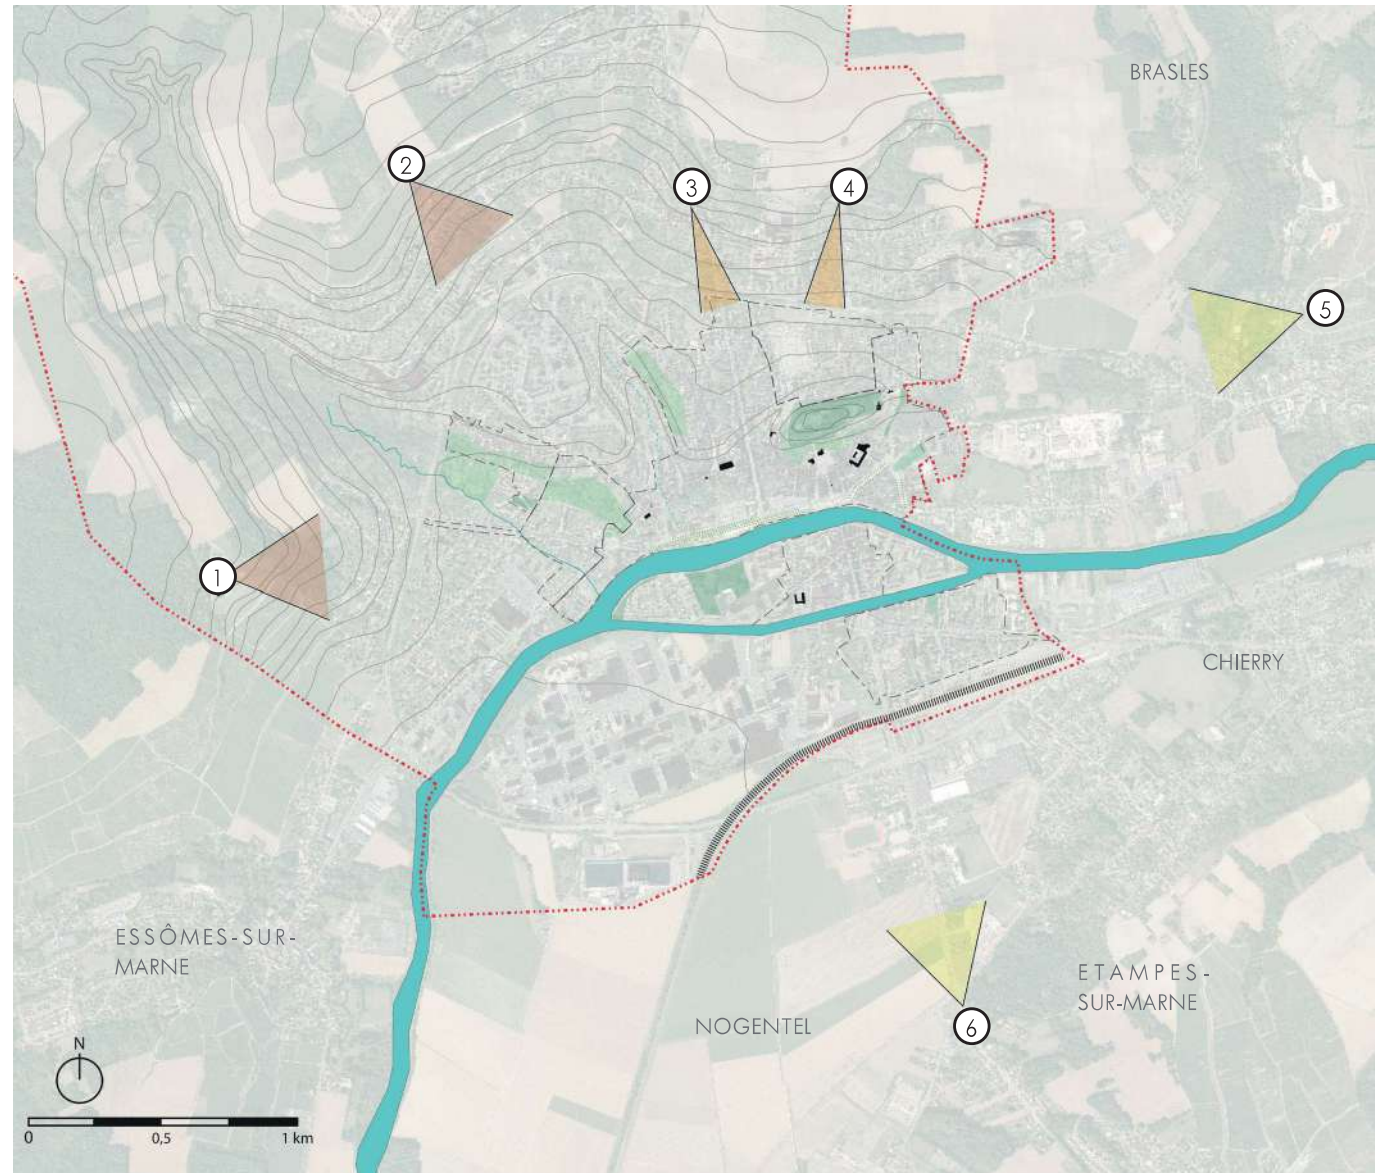 BRASLES
2
3
4
5
1
CHIERRY
ESSÔMES-SUR-
MARNE
ETAMPES-
SUR-MARNE
NOGENTEL
6
N
0 0,5 1 km